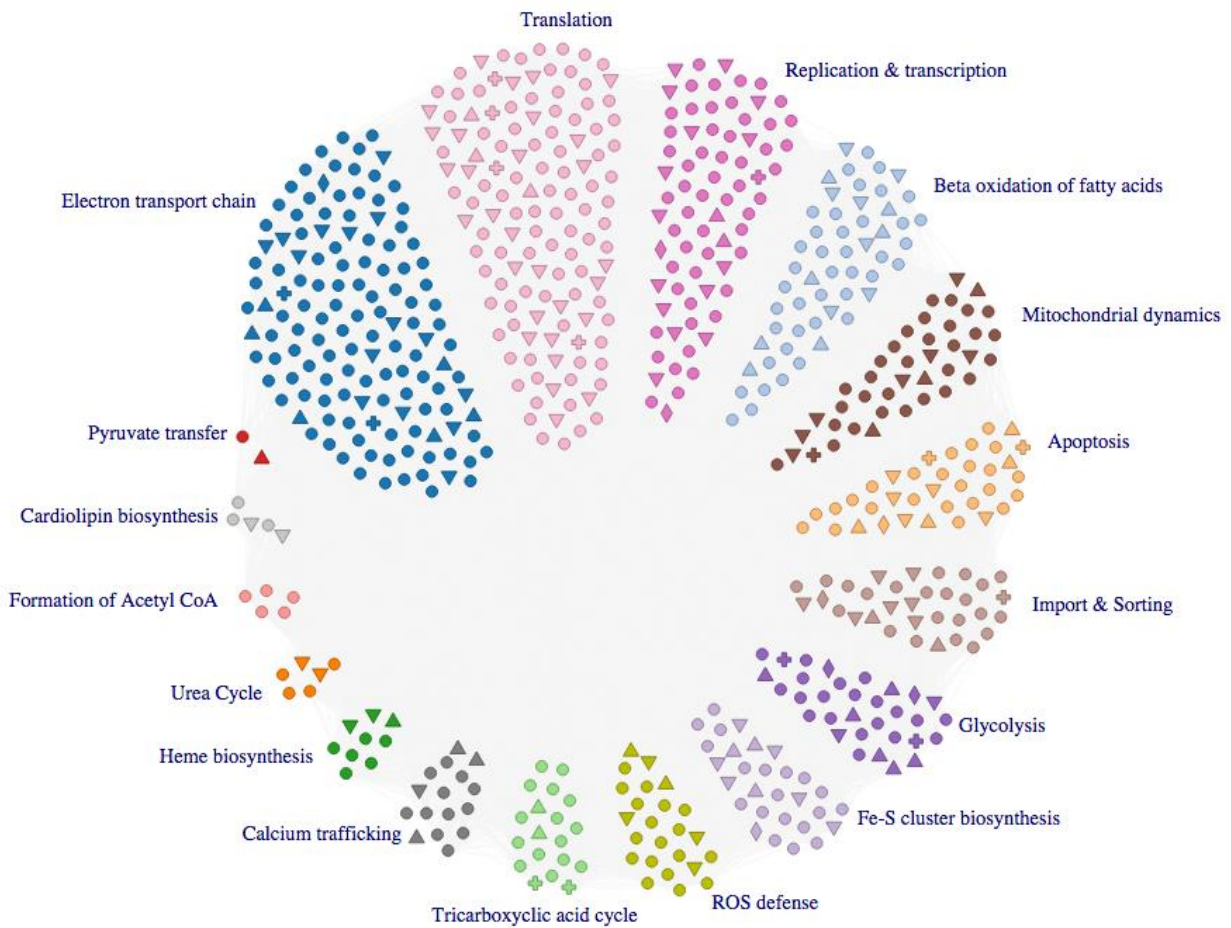 Translation
Replication & transcription
Beta oxidation of fatty acids
Electron transport chain
Mitochondrial dynamics
Pyruvate transfer
Apoptosis
Cardiolipin biosynthesis
Formation of Acetyl CoA
Import & Sorting
Urea Cycle
Glycolysis
Heme biosynthesis
Fe-S cluster biosynthesis
Calcium trafficking
ROS defense
Tricarboxyclic acid cycle